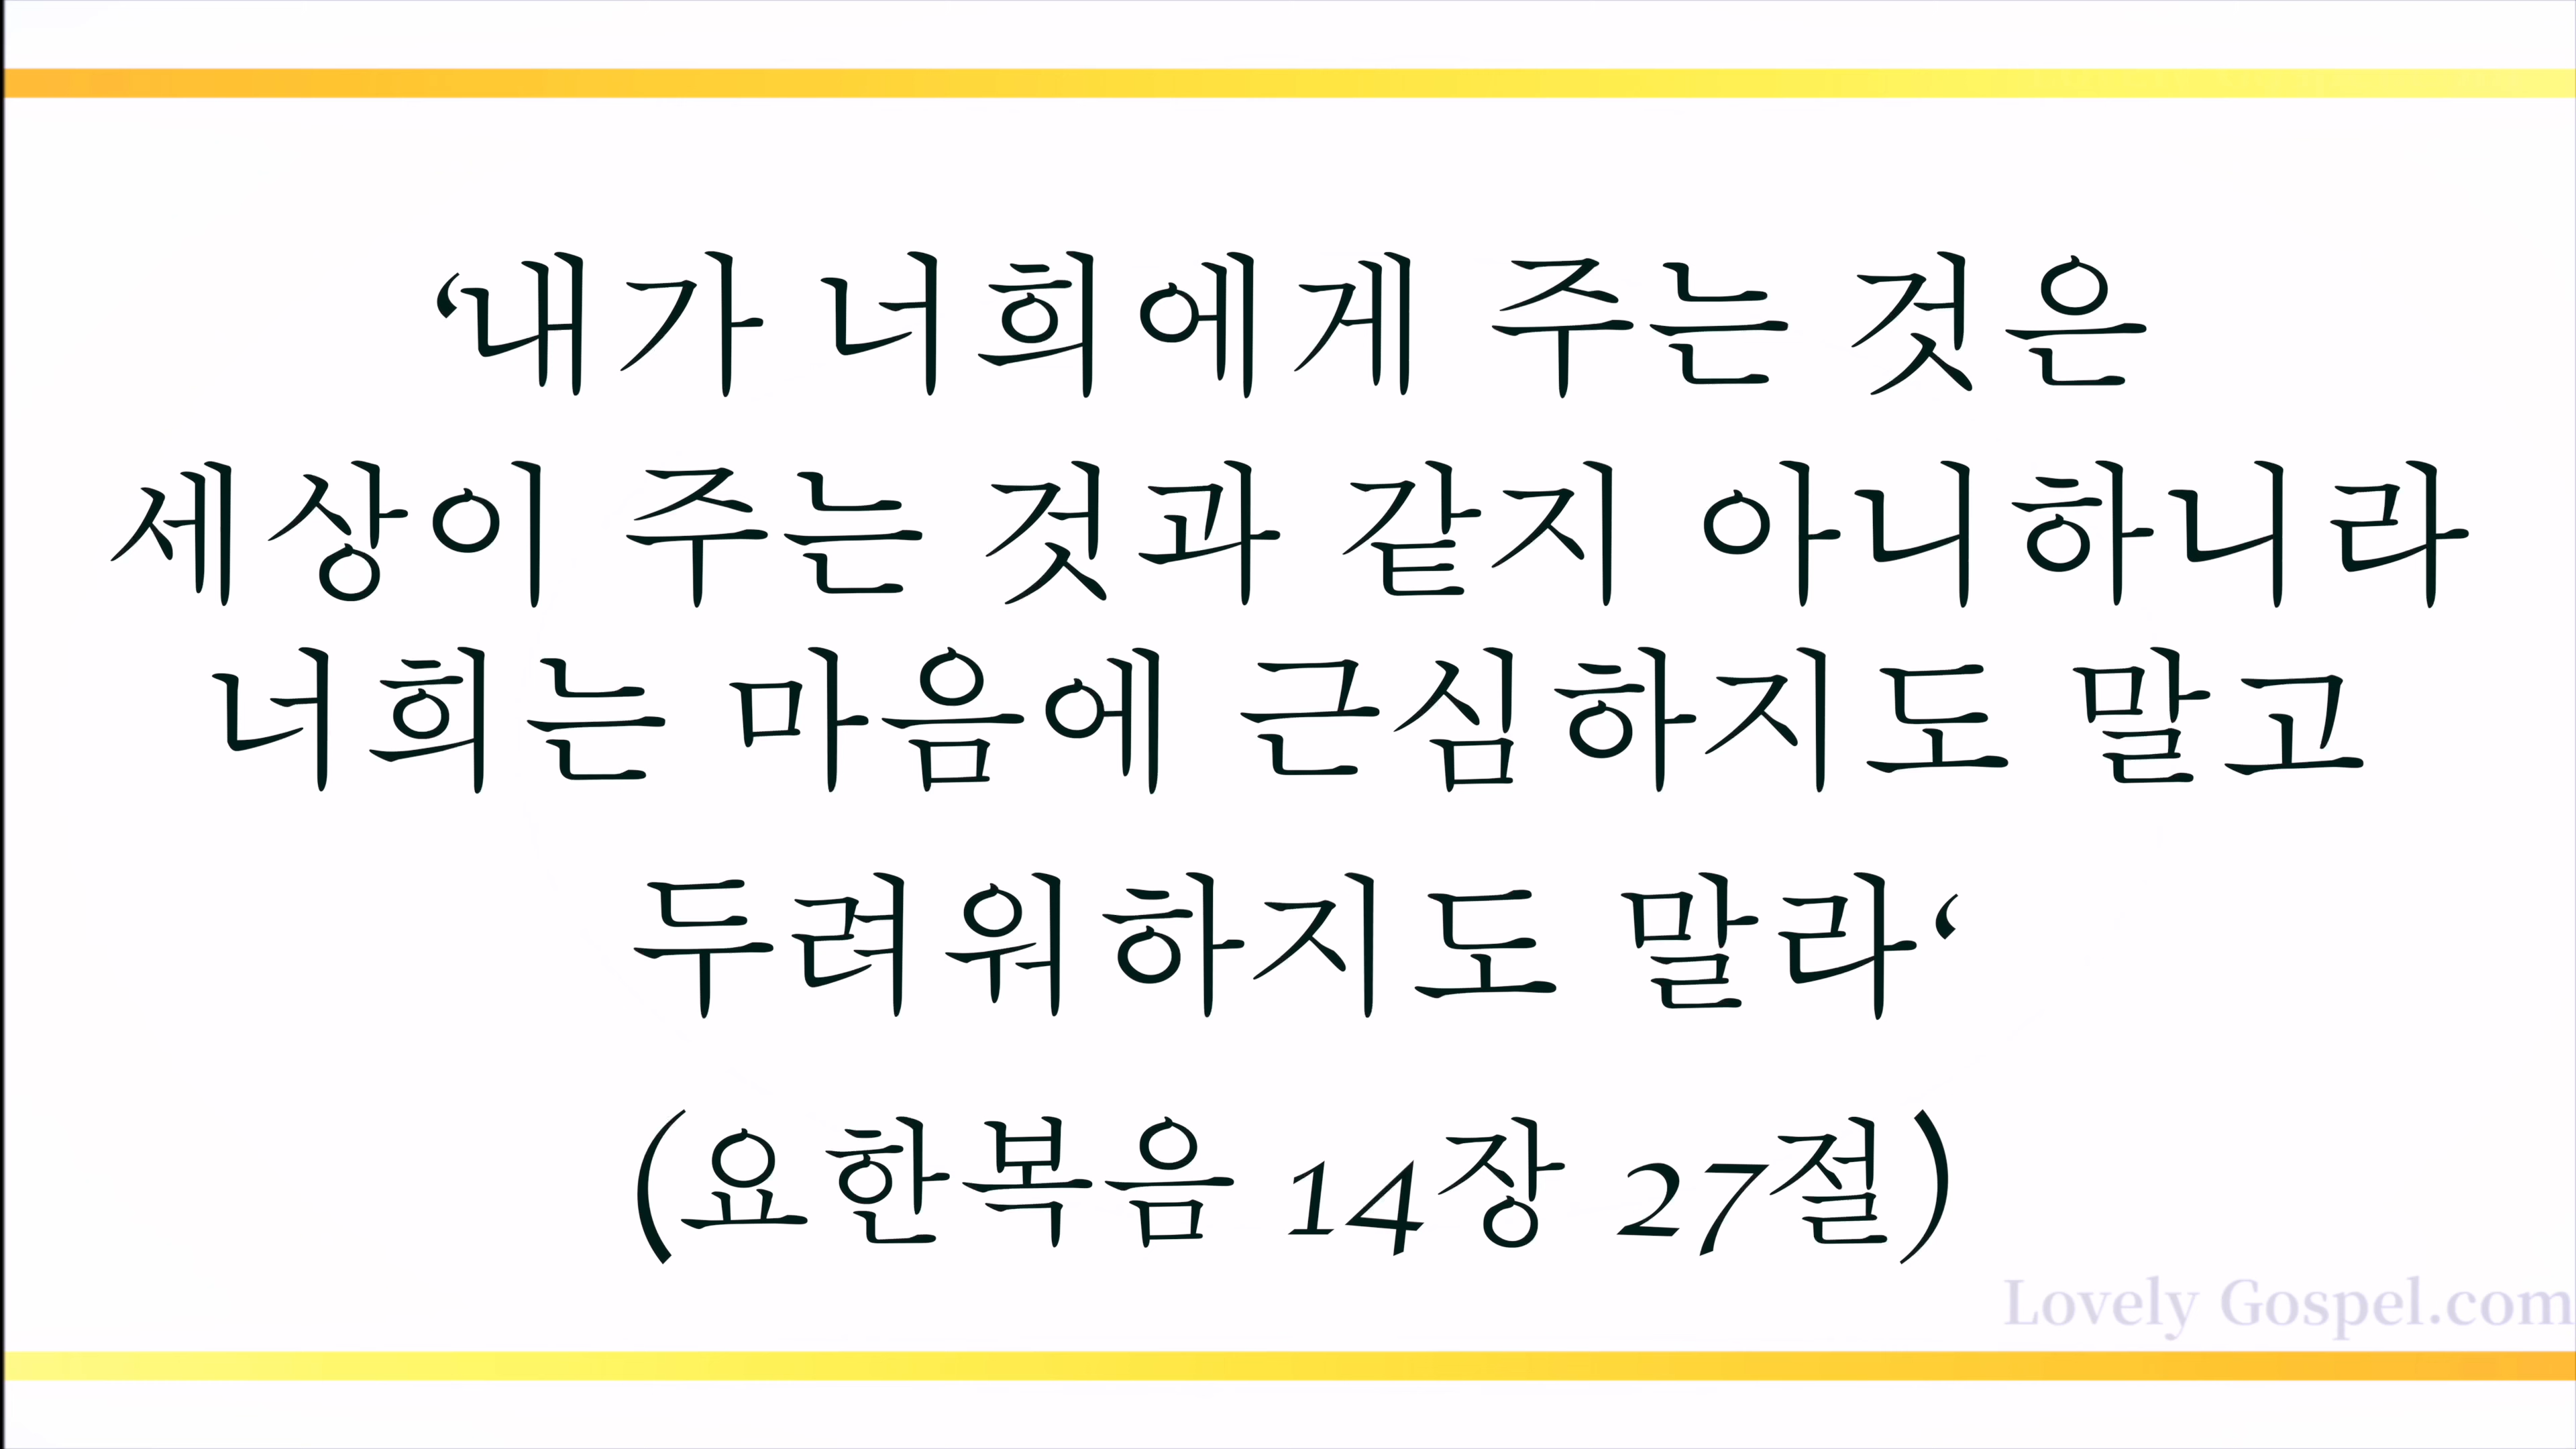 ‘내가 너희에게 주는 것은
세상이 주는 것과 같지 아니하니라
너희는 마음에 근심하지도 말고
두려워하지도 말라‘
(요한복음 14장 27절)
Lovely Gospel.com